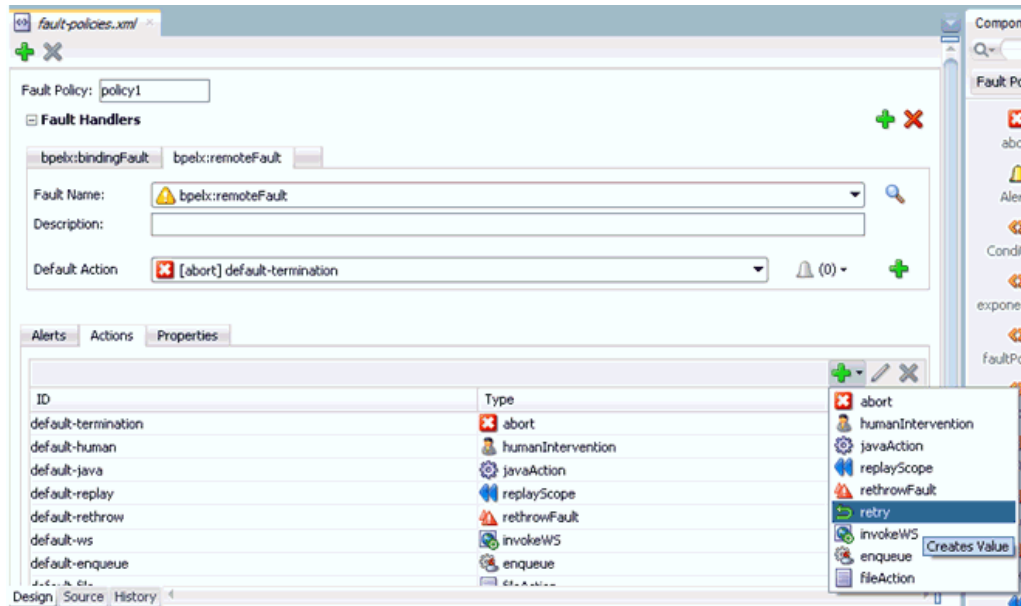 fault-policies.xml
Compon
Fault Policy: policy1
Fault Po
Fault Handlers
bpelx:bindingFault bpelx:remoteFault
abo
Fault Name: bpelx:remoteFault
Description:
Aler
Condi
Default Action [abort] default-termination (0)
expone
Alerts Actions Properties
faultPo
ID Type
default-termination abort
default-human humanIntervention
default-java javaAction
default-replay replayScope
default-rethrow rethrowFault
default-ws invokeWS
default-enqueue enqueue
default-file fileAction
abort
humanIntervention
javaAction
replayScope
rethrowFault
retry
invokeWS
Creates Value
enqueue
fileAction
Design Source History